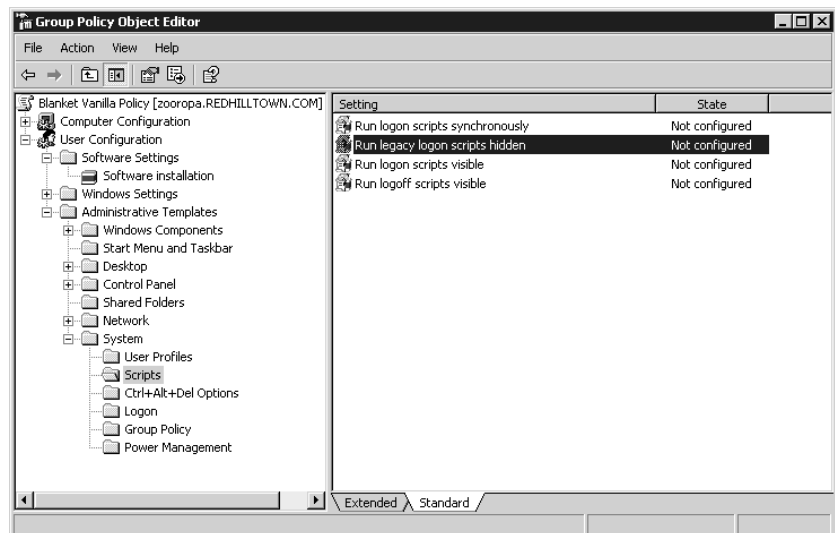 Group Policy Object Editor
File Action View Help
Blanket Vanilla Policy [zooropa.REDHILLTOWN.COM]
Computer Configuration
User Configuration
Software Settings
Software installation
Windows Settings
Administrative Templates
Windows Components
Start Menu and Taskbar
Desktop
Control Panel
Shared Folders
Network
System
User Profiles
Scripts
Ctrl+Alt+Del Options
Logon
Group Policy
Power Management
Setting State
Run logon scripts synchronously Not configured
Run legacy logon scripts hidden Not configured
Run logon scripts visible Not configured
Run logoff scripts visible Not configured
Extended Standard